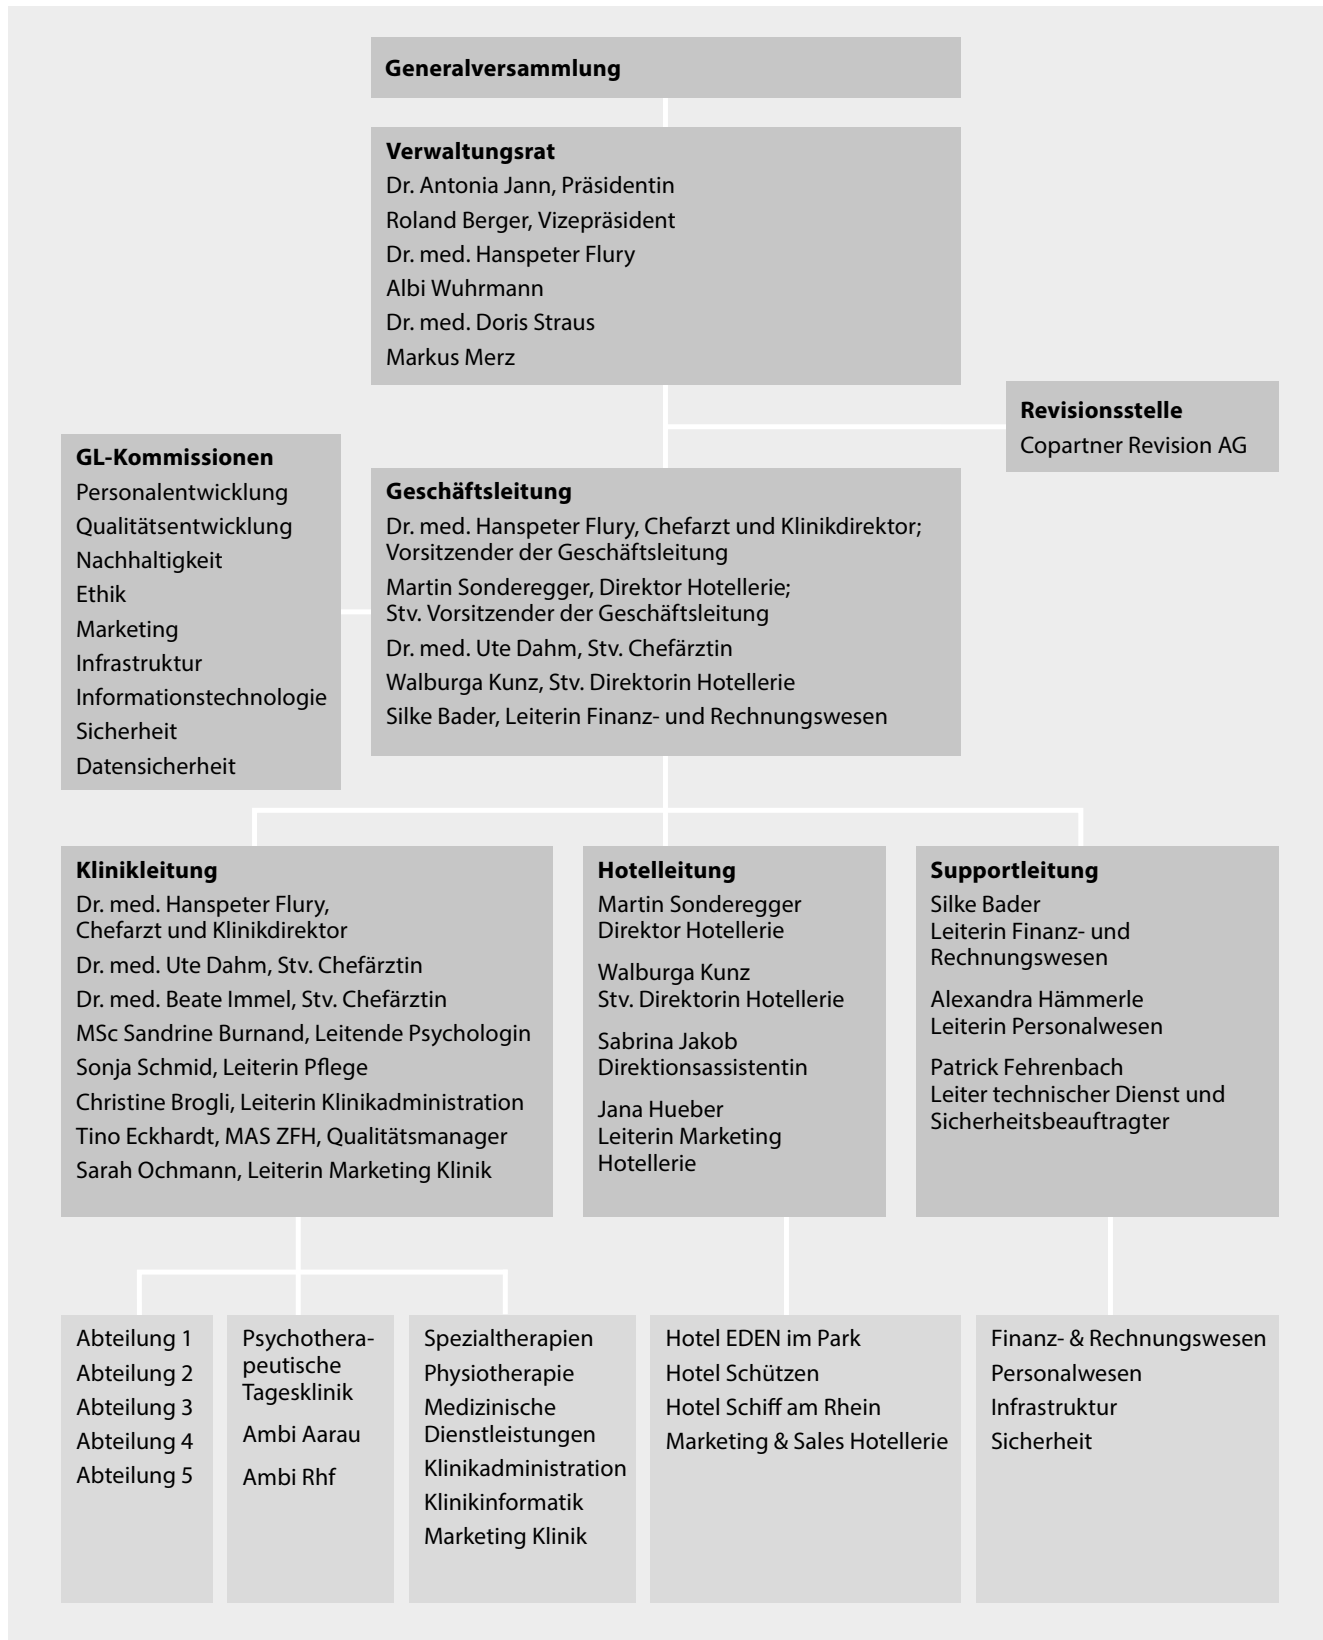 Generalversammlung
Verwaltungsrat
Dr. Antonia Jann, Präsidentin
Roland Berger, Vizepräsident
Dr. med. Hanspeter Flury
Albi Wuhrmann
Dr. med. Doris Straus
Markus Merz
Revisionsstelle
Copartner Revision AG
GL-Kommissionen
Personalentwicklung
Qualitätsentwicklung
Nachhaltigkeit
Ethik
Marketing
Infrastruktur
Informationstechnologie
Sicherheit
Datensicherheit
Geschäftsleitung
Dr. med. Hanspeter Flury, Chefarzt und Klinikdirektor;
Vorsitzender der Geschäftsleitung
Martin Sonderegger, Direktor Hotellerie;
Stv. Vorsitzender der Geschäftsleitung
Dr. med. Ute Dahm, Stv. Chefärztin
Walburga Kunz, Stv. Direktorin Hotellerie
Silke Bader, Leiterin Finanz- und Rechnungswesen
Klinikleitung
Dr. med. Hanspeter Flury,
Chefarzt und Klinikdirektor
Dr. med. Ute Dahm, Stv. Chefärztin
Dr. med. Beate Immel, Stv. Chefärztin
MSc Sandrine Burnand, Leitende Psychologin
Sonja Schmid, Leiterin Pflege
Christine Brogli, Leiterin Klinikadministration
Tino Eckhardt, MAS ZFH, Qualitätsmanager
Sarah Ochmann, Leiterin Marketing Klinik
Hotelleitung
Martin Sonderegger
Direktor Hotellerie
Walburga Kunz
Stv. Direktorin Hotellerie
Sabrina Jakob
Direktionsassistentin
Jana Hueber
Leiterin Marketing
Hotellerie
Supportleitung
Silke Bader
Leiterin Finanz- und
Rechnungswesen
Alexandra Hämmerle
Leiterin Personalwesen
Patrick Fehrenbach
Leiter technischer Dienst und
Sicherheitsbeauftragter
Abteilung 1
Abteilung 2
Abteilung 3
Abteilung 4
Abteilung 5
Psychothera-
peutische
Tagesklinik
Ambi Aarau
Ambi Rhf
Spezialtherapien
Physiotherapie
Medizinische
Dienstleistungen
Klinikadministration
Klinikinformatik
Marketing Klinik
Hotel EDEN im Park
Hotel Schützen
Hotel Schiff am Rhein
Marketing & Sales Hotellerie
Finanz- & Rechnungswesen
Personalwesen
Infrastruktur
Sicherheit